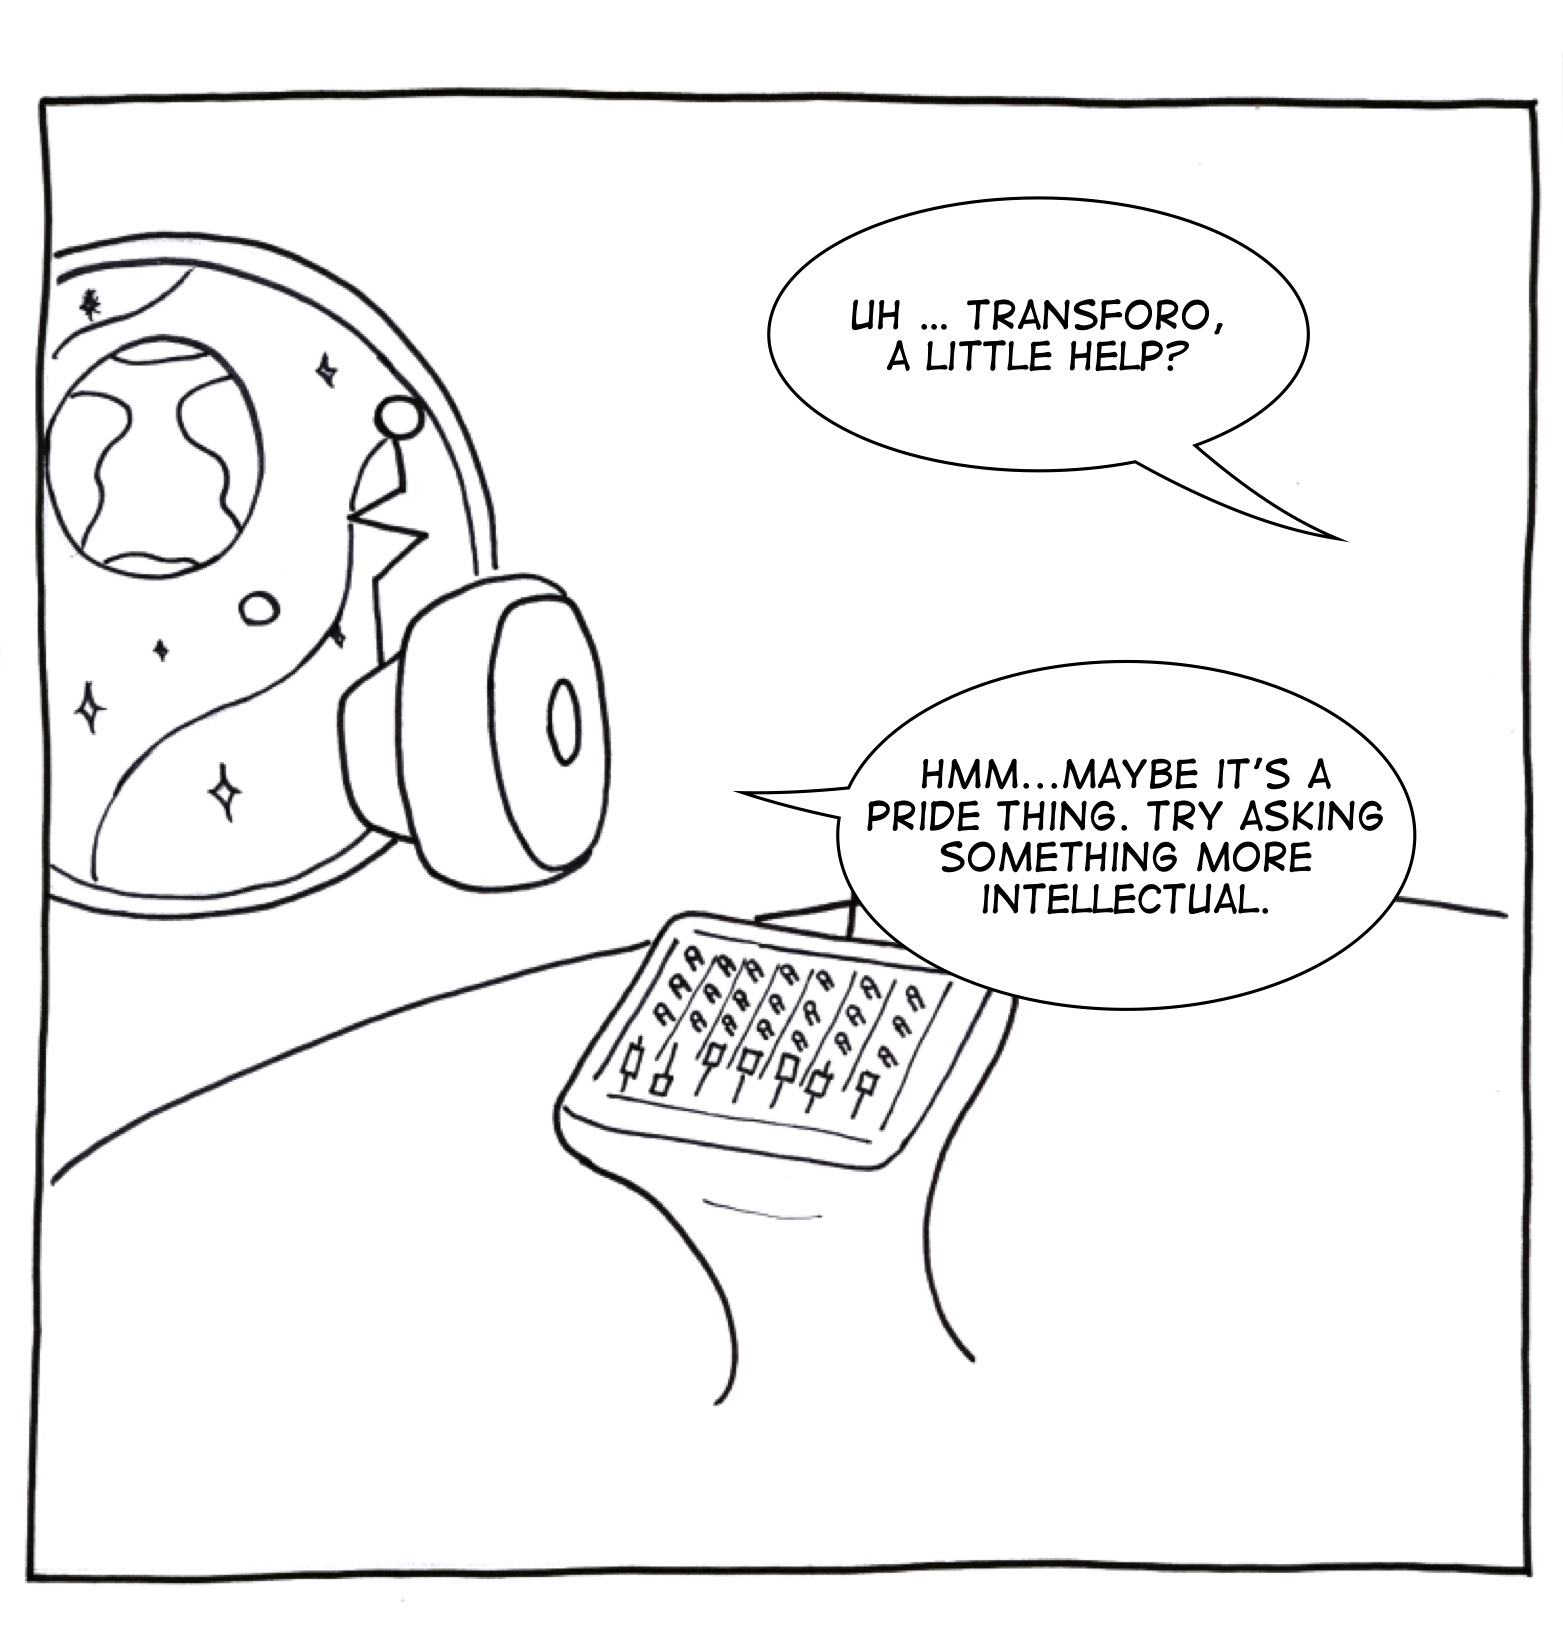 UH ... TRANSFORO,
A LITTLE HELP?
HMM...MAYBE IT'S A
PRIDE THING. TRY ASKING
SOMETHING MORE
INTELLECTUAL.